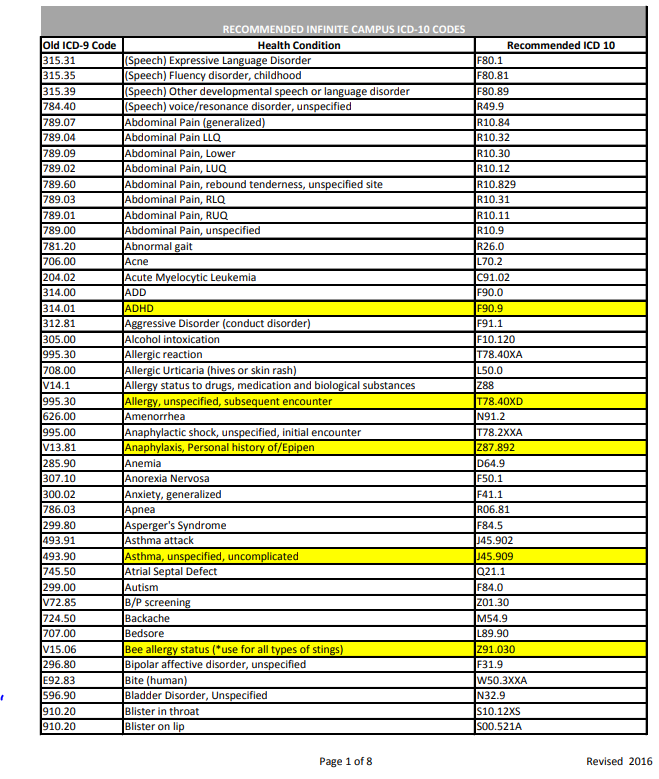 RECOMMENDED INFINITE CAMPUS ICD-10 CODES
Old ICD-9 Code Health Condition Recommended ICD 10
315.31 (Speech) Expressive Language Disorder F80.1
315.35 (Speech) Fluency disorder, childhood F80.81
315.39 (Speech) Other developmental speech or language disorder F80.89
784.40 (Speech) voice/resonance disorder, unspecified R49.9
789.07 Abdominal Pain (generalized) R10.84
789.04 Abdominal Pain LLQ R10.32
789.09 Abdominal Pain, Lower R10.30
789.02 Abdominal Pain, LUQ R10.12
789.60 Abdominal Pain, rebound tenderness, unspecified site R10.829
789.03 Abdominal Pain, RLQ R10.31
789.01 Abdominal Pain, RUQ R10.11
789.00 Abdominal Pain, unspecified R10.9
781.20 Abnormal gait R26.0
706.00 Acne L70.2
204.02 Acute Myelocytic Leukemia C91.02
314.00 ADD F90.0
314.01 ADHD F90.9
312.81 Aggressive Disorder (conduct disorder) F91.1
305.00 Alcohol intoxication F10.120
995.30 Allergic reaction T78.40XA
708.00 Allergic Urticaria (hives or skin rash) L50.0
V14.1 Allergy status to drugs, medication and biological substances Z88
995.30 Allergy, unspecified, subsequent encounter T78.40XD
626.00 Amenorrhea N91.2
995.00 Anaphylactic shock, unspecified, initial encounter T78.2XXA
V13.81 Anaphylaxis, Personal history of/Epipen Z87.892
285.90 Anemia D64.9
307.10 Anorexia Nervosa F50.1
300.02 Anxiety, generalized F41.1
786.03 Apnea R06.81
299.80 Asperger's Syndrome F84.5
493.91 Asthma attack J45.902
493.90 Asthma, unspecified, uncomplicated J45.909
745.50 Atrial Septal Defect Q21.1
299.00 Autism F84.0
V72.85 B/P screening Z01.30
724.50 Backache M54.9
707.00 Bedsore L89.90
V15.06 Bee allergy status (*use for all types of stings) Z91.030
296.80 Bipolar affective disorder, unspecified F31.9
E92.83 Bite (human) W50.3XXA
596.90 Bladder Disorder, Unspecified N32.9
910.20 Blister in throat S10.12XS
910.20 Blister on lip S00.521A
Page 1 of 8 Revised 2016